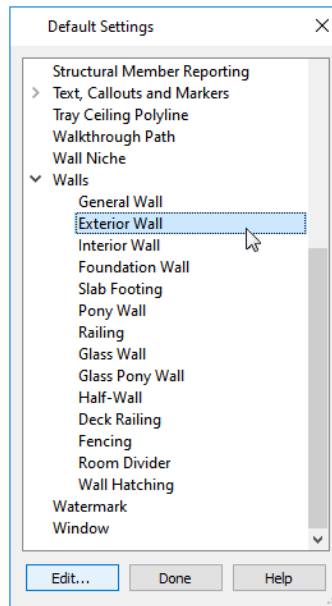 Default Settings
Structural Member Reporting
Text, Callouts and Markers
Tray Ceiling Polyline
Walkthrough Path
Wall Niche
Walls
General Wall
Exterior Wall
Interior Wall
Foundation Wall
Slab Footing
Pony Wall
Railing
Glass Wall
Glass Pony Wall
Half-Wall
Deck Railing
Fencing
Room Divider
Wall Hatching
Watermark
Window
Edit... Done Help